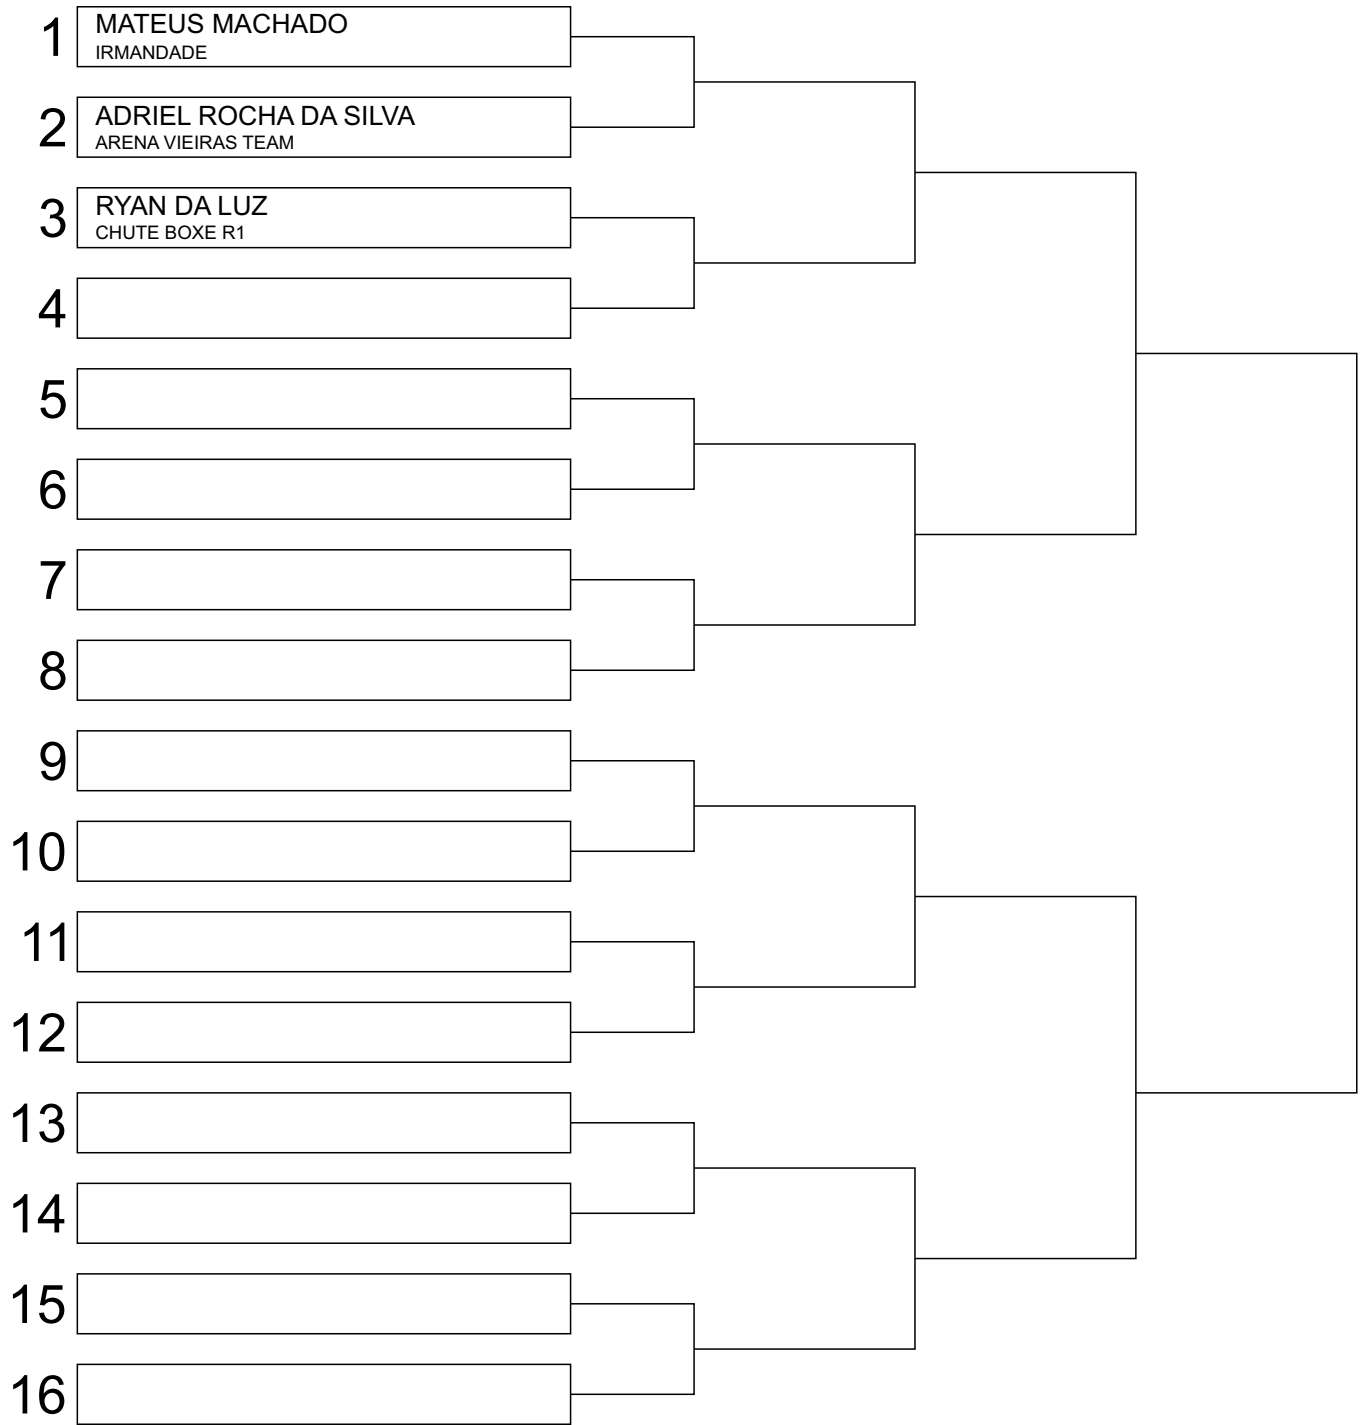 1
MATEUS MACHADO
IRMANDADE
2
ADRIEL ROCHA DA SILVA
ARENA VIEIRAS TEAM
3
RYAN DA LUZ
CHUTE BOXE R1
4
5
6
7
8
9
10
11
12
13
14
15
16